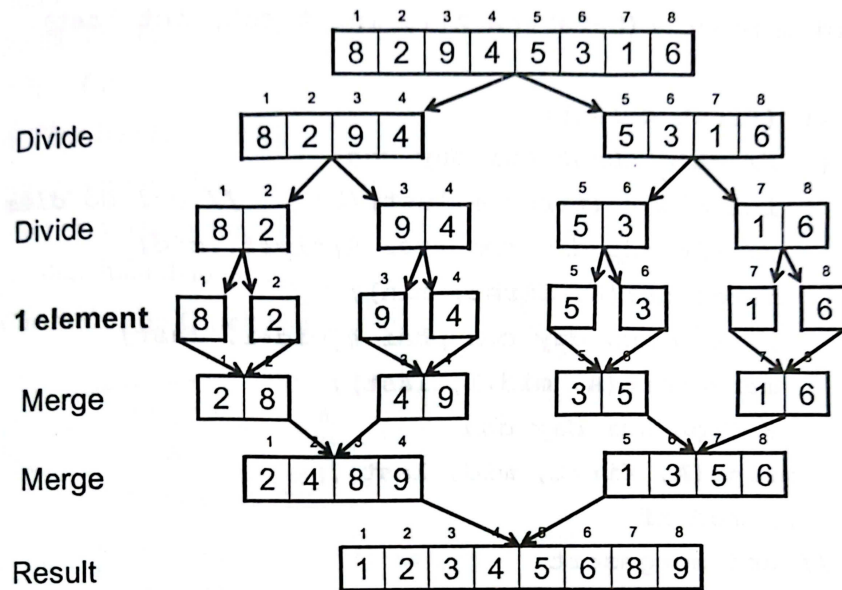 1 2 3 4 5 6 7 8
8 2 9 4 5 3 1 6
1 2 3 4 5 6 7 8
Divide 8 2 9 4 5 3 1 6
1 2 3 4 5 6 7 8
Divide 8 2 9 4 5 3 1 6
1 2 3 4 5 6 7 8
1 element 8 2 9 4 5 3 1 6
1 2 3 4 5 6 7 8
Merge 2 8 4 9 3 5 1 6
1 2 3 4 5 6 7 8
Merge 2 4 8 9 1 3 5 6
1 2 3 4 5 6 7 8
Result 1 2 3 4 5 6 8 9